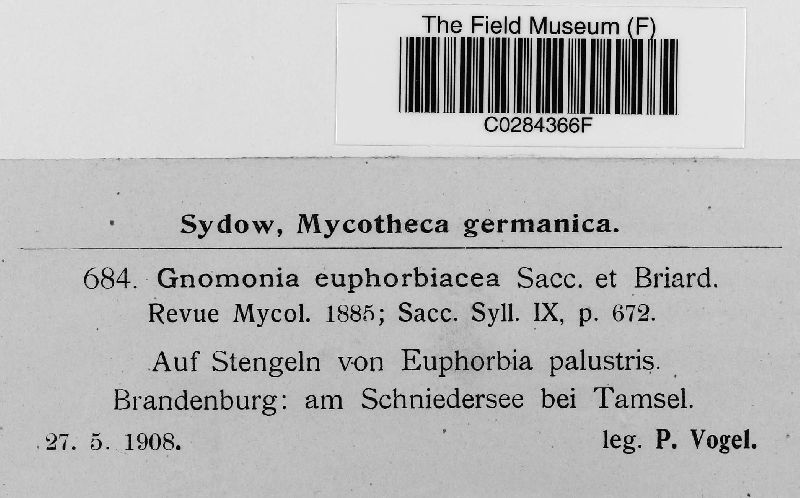 The Field Museum (F)
C0284366F
Sydow, Mycotheca germanica.
684. Gnomonia euphorbiacea Sacc. et Briard.
Revue Mycol. 1885; Sacc. Syll. IX, p. 672.
Auf Stengeln von Euphorbia palustris.
Brandenburg: am Schniedersee bei Tamsel.
27. 5. 1908. leg. P. Vogel.